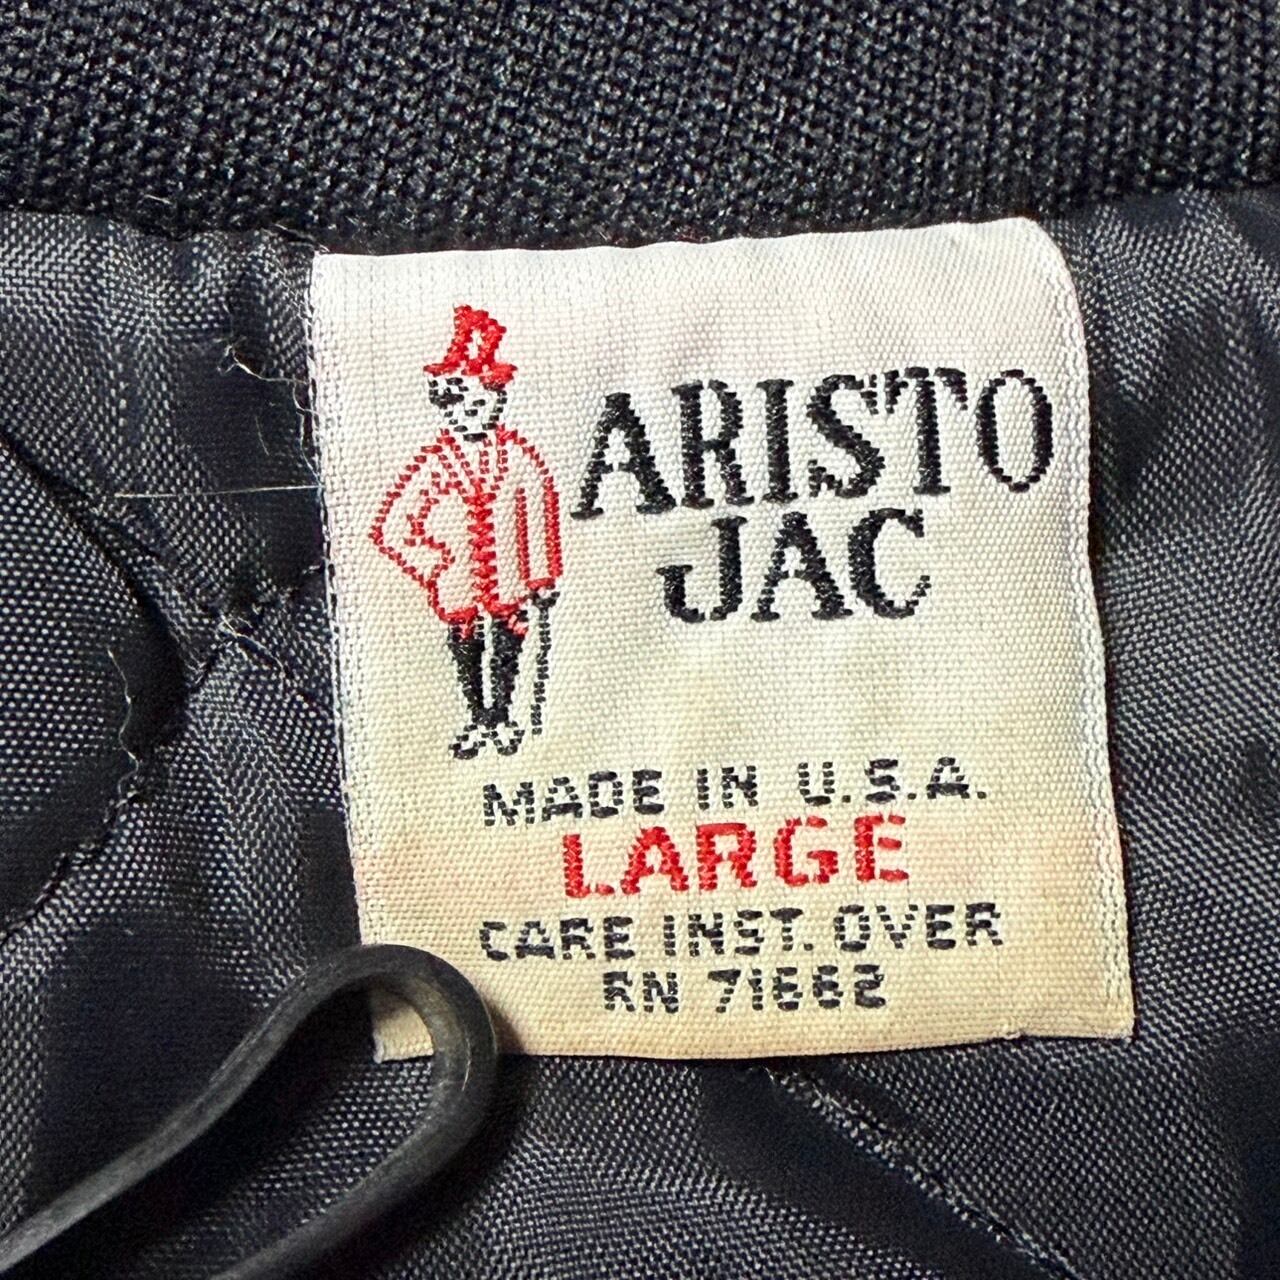 ARISTO
JAC
MADE IN U.S.A.
LARGE
CARE INST. OVER
RN 71662